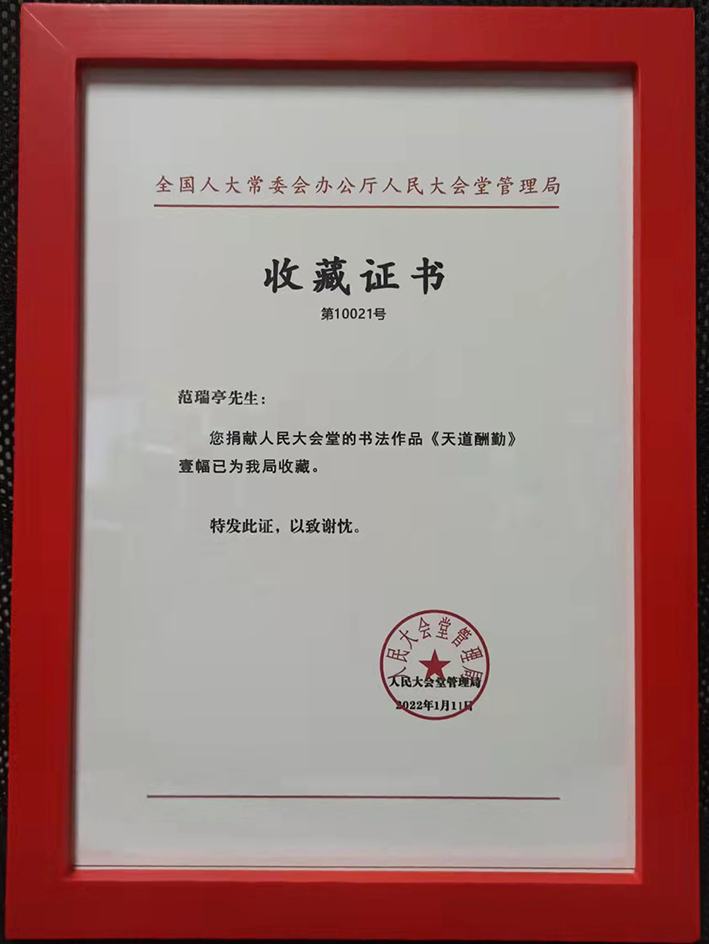 全国人大常委会办公厅人民大会堂管理局
收藏证书
第10021号
范瑞亭先生：
您捐献人民大会堂的书法作品《天道酬勤》
壹幅已为我局收藏。
特发此证，以致谢忱。
人民大会堂管理局
人民大会堂管理局
2022年1月11日